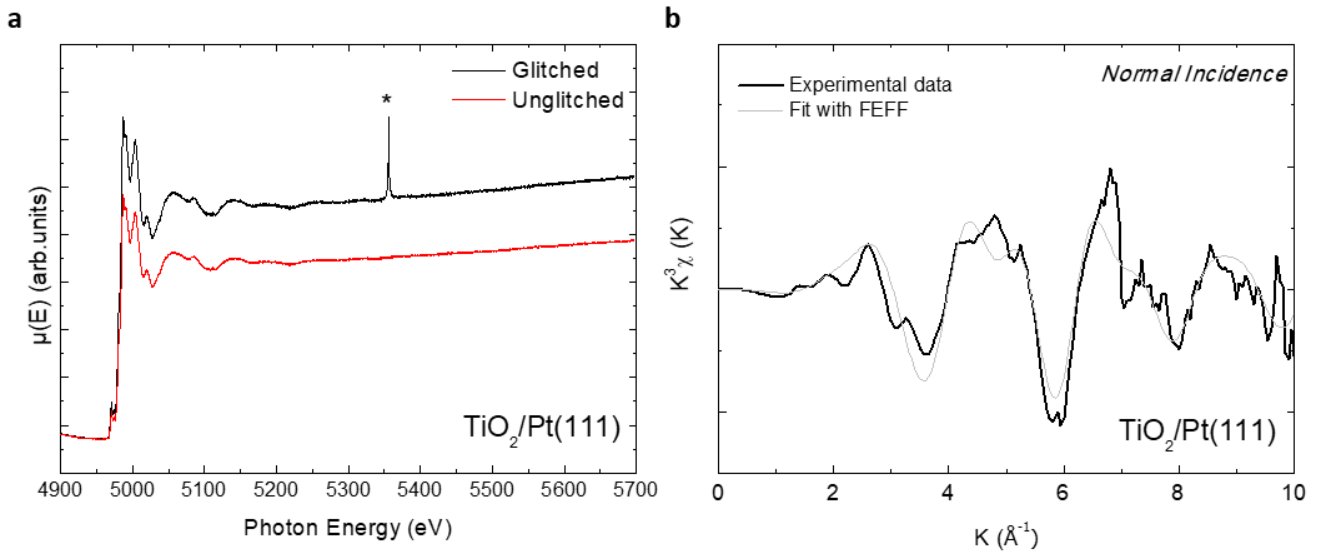 a
Glitched
Unglitched
*
μ(E) (arb.units)
TiO2/Pt(111)
4900 5000 5100 5200 5300 5400 5500 5600 5700
Photon Energy (eV)
b
Experimental data
Fit with FEFF
Normal Incidence
K3χ (K)
TiO2/Pt(111)
0 2 4 6 8 10
K (Å-1)